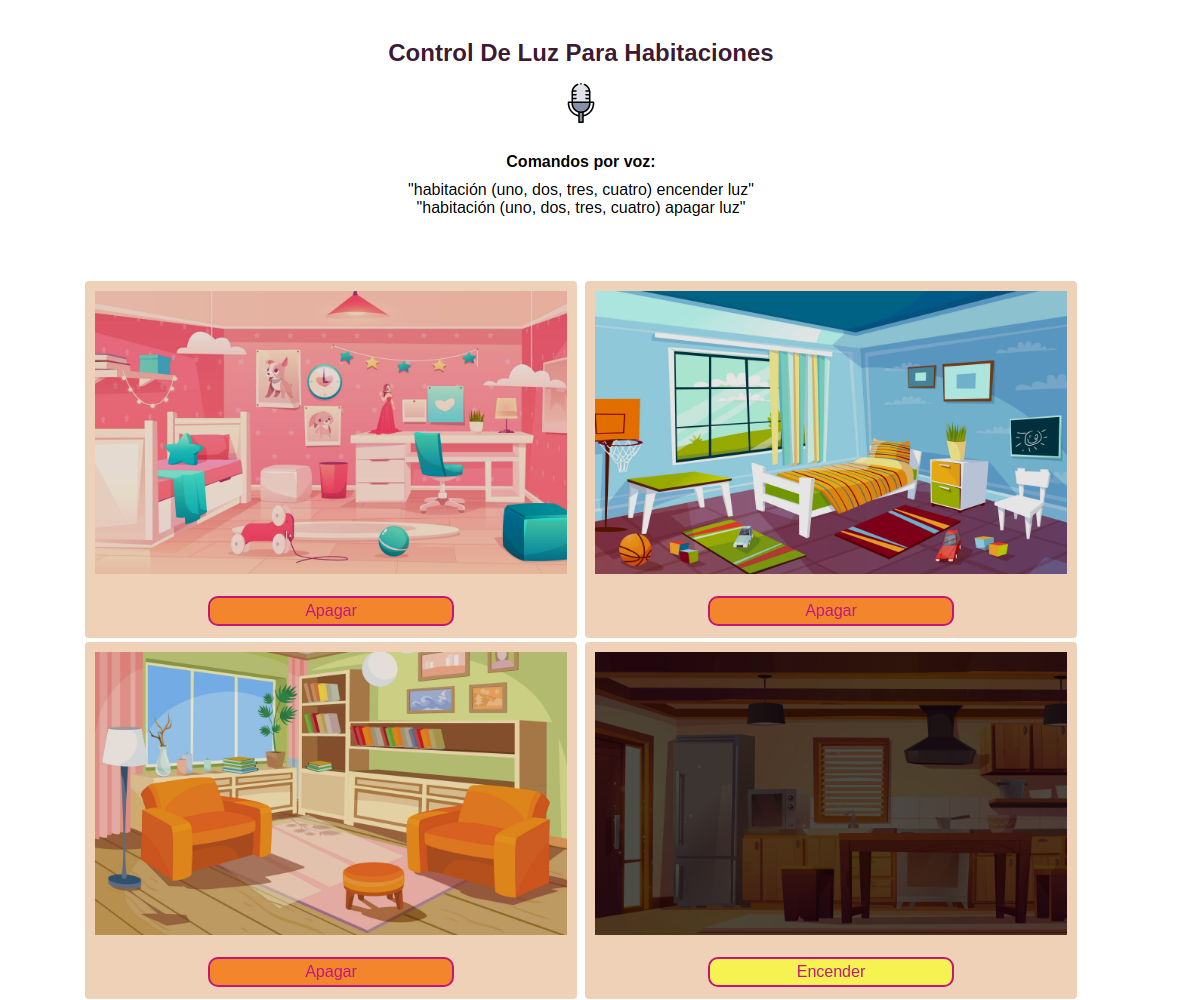 Control De Luz Para Habitaciones
Comandos por voz:
"habitación (uno, dos, tres, cuatro) encender luz"
"habitación (uno, dos, tres, cuatro) apagar luz"
Apagar
Apagar
Apagar
Encender